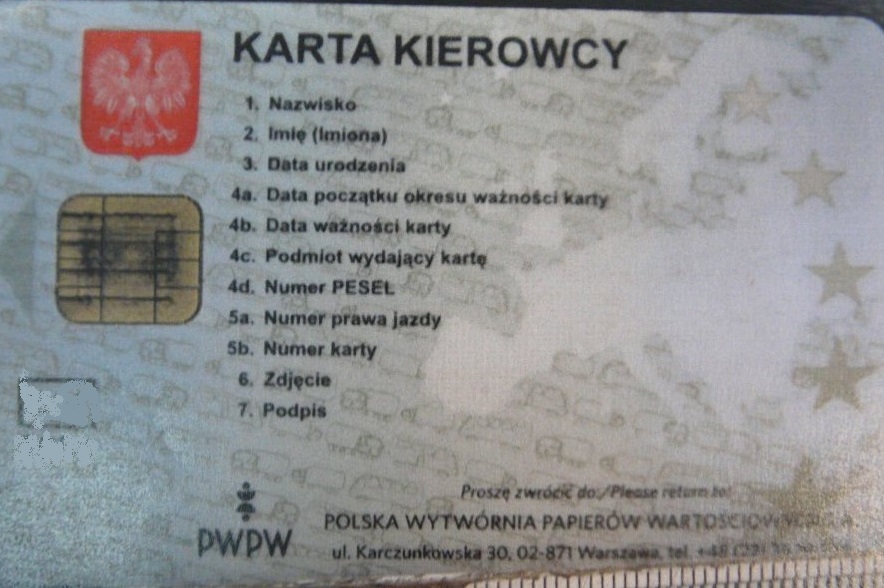 KARTA KIEROWCY
1. Nazwisko
2. Imię (Imiona)
3. Data urodzenia
4a. Data początku okresu ważności karty
4b. Data ważności karty
4c. Podmiot wydający kartę
4d. Numer PESEL
5a. Numer prawa jazdy
5b. Numer karty
6. Zdjęcie
7. Podpis
Proszę zwrócić do:/Please return to:
PWPW
POLSKA WYTWÓRNIA PAPIERÓW WARTOŚCIOWYCH S.A.
ul. Karczunkowska 30, 02-871 Warszawa, tel. +48 (22)